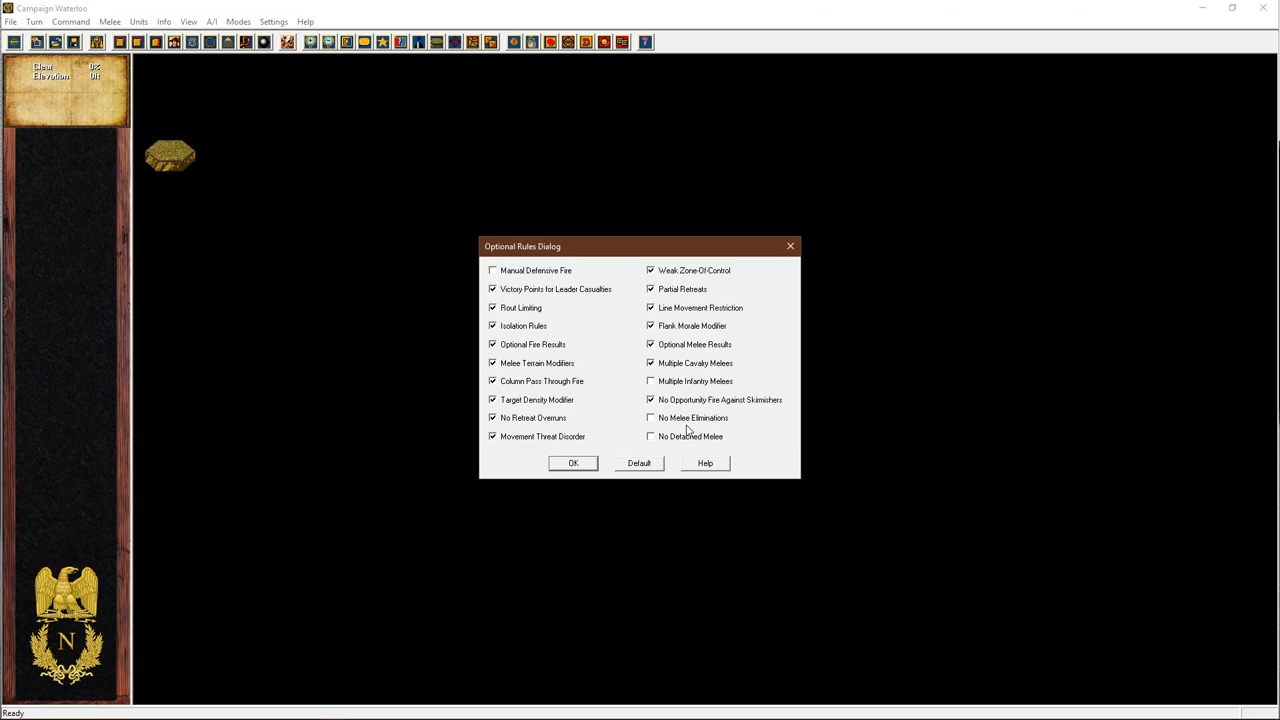 Campaign Waterloo
File Turn Command Melee Units Info View A/I Modes Settings Help
Clear 0%
Elevation 0ft
Optional Rules Dialog
Manual Defensive Fire
Victory Points for Leader Casualties
Rout Limiting
Isolation Rules
Optional Fire Results
Melee Terrain Modifiers
Column Pass Through Fire
Target Density Modifier
No Retreat Overruns
Movement Threat Disorder
Weak Zone-Of-Control
Partial Retreats
Line Movement Restriction
Flank Morale Modifier
Optional Melee Results
Multiple Cavalry Melees
Multiple Infantry Melees
No Opportunity Fire Against Skirmishers
No Melee Eliminations
No Detached Melee
OK Default Help
N
Ready